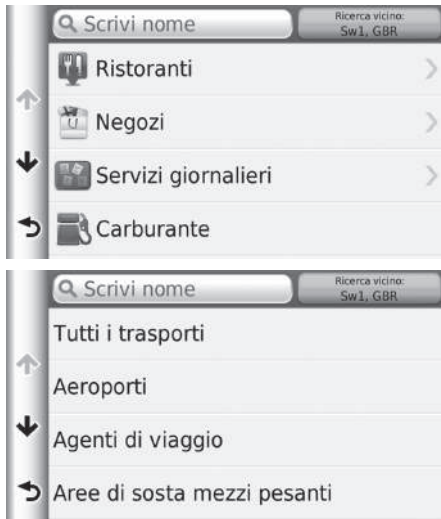 Scrivi nome
Ricerca vicino:
Sw1, GBR
Ristoranti
Negozi
Servizi giornalieri
Carburante
Scrivi nome
Ricerca vicino:
Sw1, GBR
Tutti i trasporti
Aeroporti
Agenti di viaggio
Aree di sosta mezzi pesanti